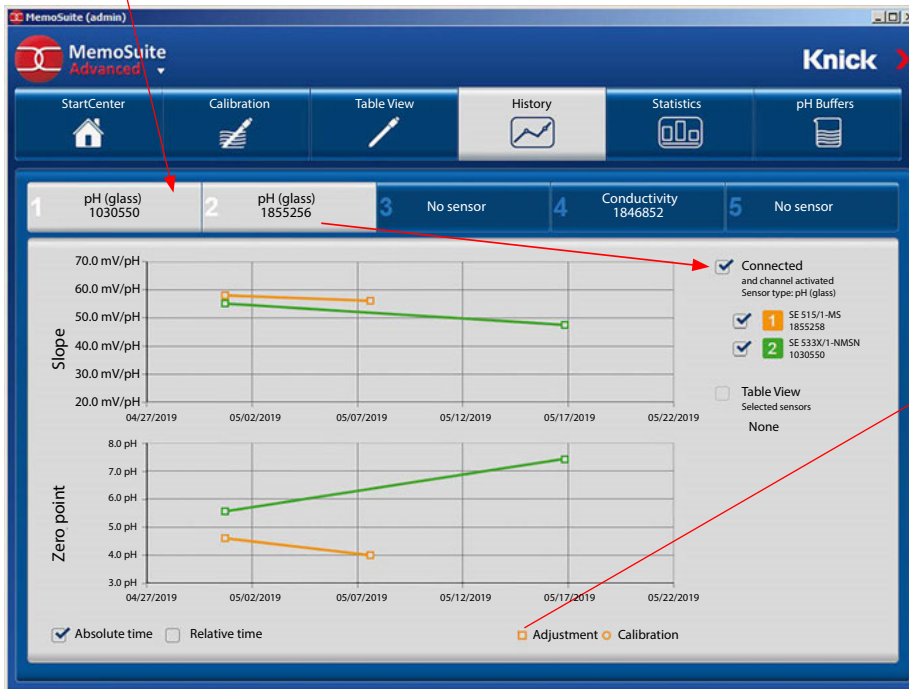 MemoSuite (admin)
MemoSuite
Advanced
Knick
StartCenter
Calibration
Table View
History
Statistics
pH Buffers
1
pH (glass)
1030550
2
pH (glass)
1855256
3
No sensor
4
Conductivity
1846852
5
No sensor
Slope
70.0 mV/pH
60.0 mV/pH
50.0 mV/pH
40.0 mV/pH
30.0 mV/pH
20.0 mV/pH
04/27/2019
05/02/2019
05/07/2019
05/12/2019
05/17/2019
05/22/2019
Connected
and channel activated
Sensor type: pH (glass)
1
SE 515/1-MS
1855258
2
SE 533X/1-NMSN
1030550
Table View
Selected sensors
None
Zero point
8.0 pH
7.0 pH
6.0 pH
5.0 pH
4.0 pH
3.0 pH
04/27/2019
05/02/2019
05/07/2019
05/12/2019
05/17/2019
05/22/2019
Absolute time
Relative time
Adjustment
Calibration